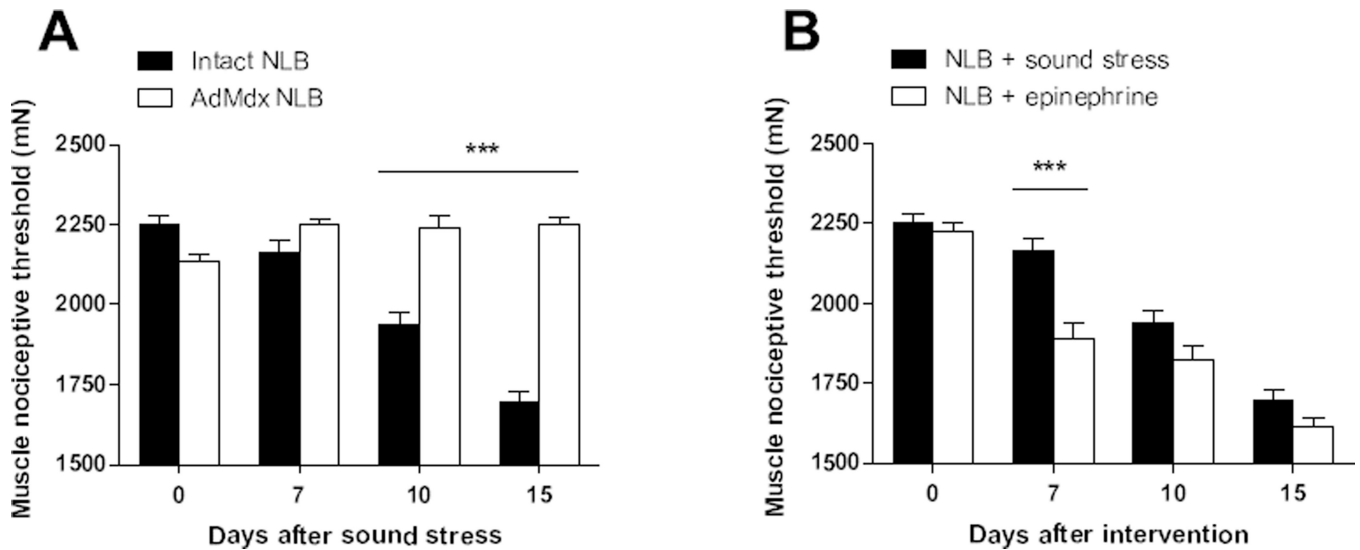 A
Intact NLB
AdMdx NLB
Muscle nociceptive threshold (mN)
2500
2250
2000
1750
1500
***
0 7 10 15
Days after sound stress
B
NLB + sound stress
NLB + epinephrine
Muscle nociceptive threshold (mN)
2500
2250
2000
1750
1500
***
0 7 10 15
Days after intervention